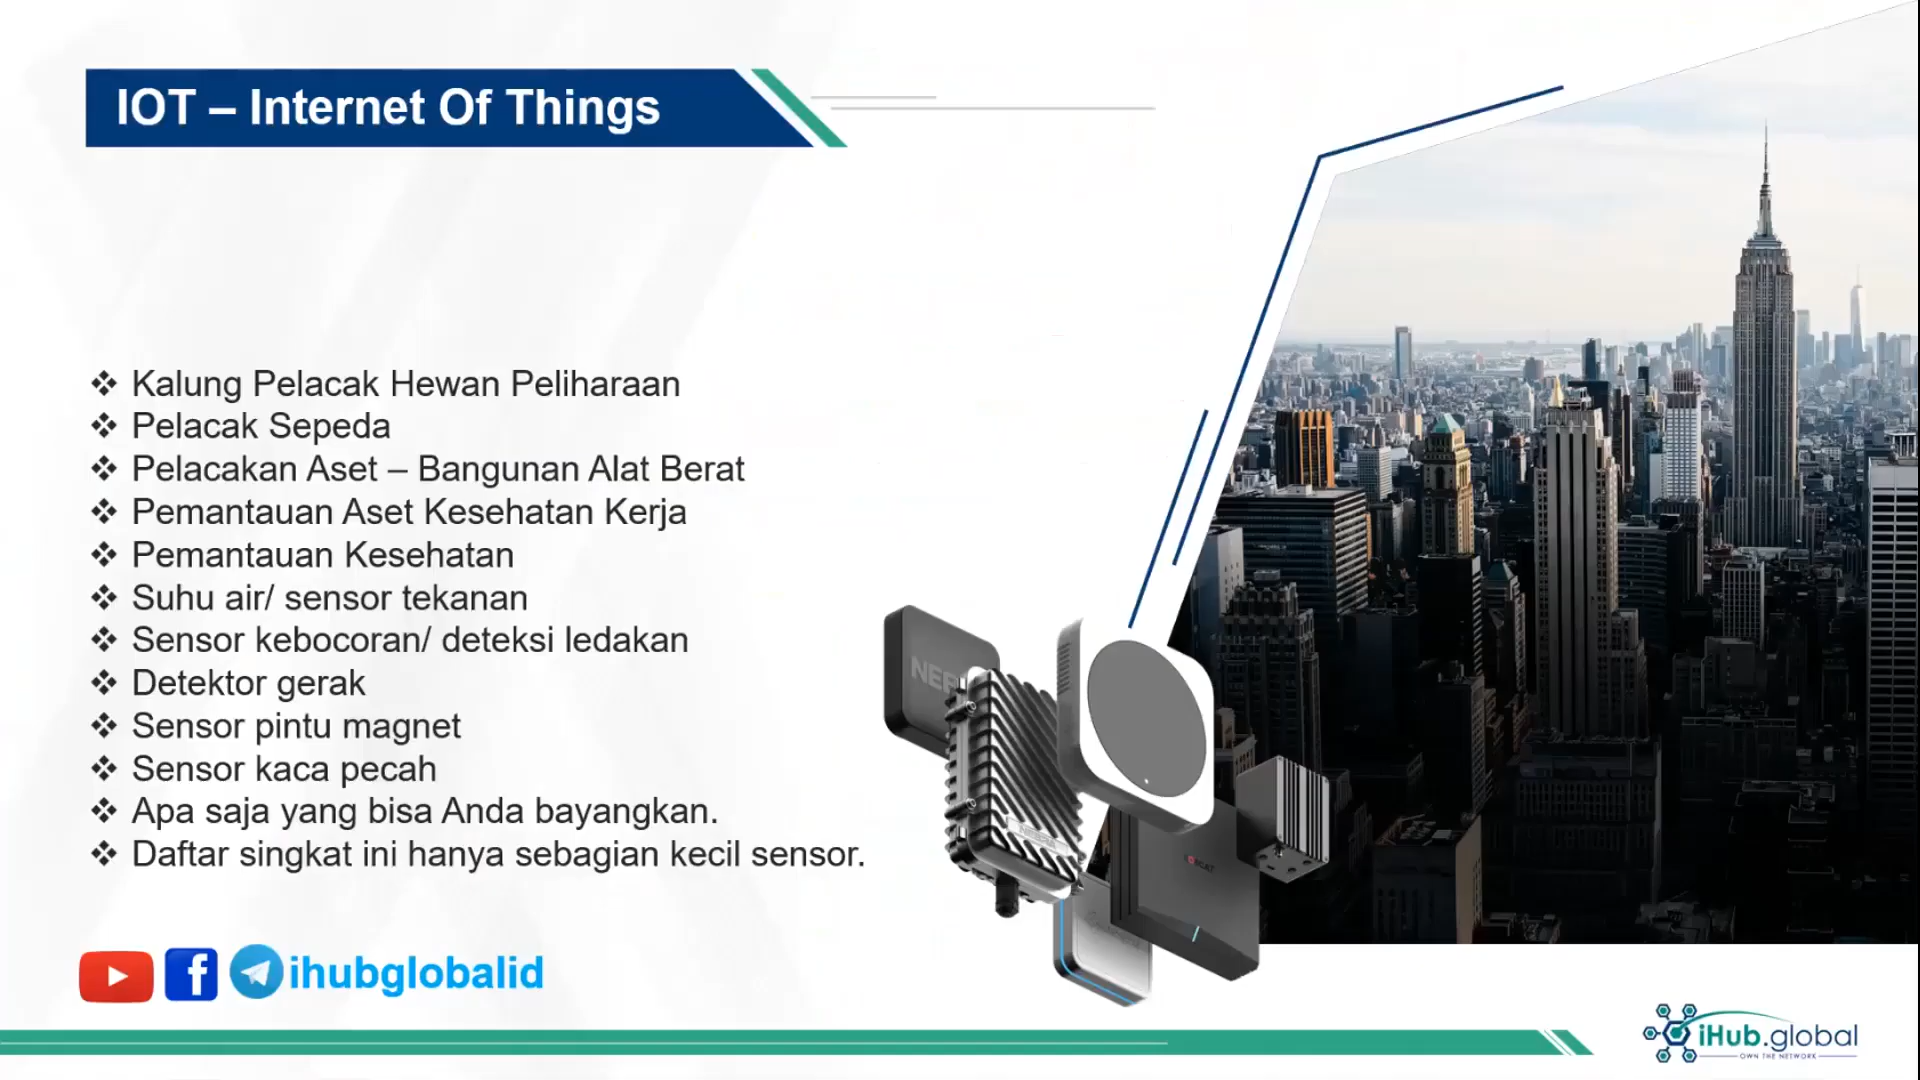 IOT – Internet Of Things
❖ Kalung Pelacak Hewan Peliharaan
❖ Pelacak Sepeda
❖ Pelacakan Aset – Bangunan Alat Berat
❖ Pemantauan Aset Kesehatan Kerja
❖ Pemantauan Kesehatan
❖ Suhu air/ sensor tekanan
❖ Sensor kebocoran/ deteksi ledakan
❖ Detektor gerak
❖ Sensor pintu magnet
❖ Sensor kaca pecah
❖ Apa saja yang bisa Anda bayangkan.
❖ Daftar singkat ini hanya sebagian kecil sensor.
ihubglobalid
iHub.global
OWN THE NETWORK